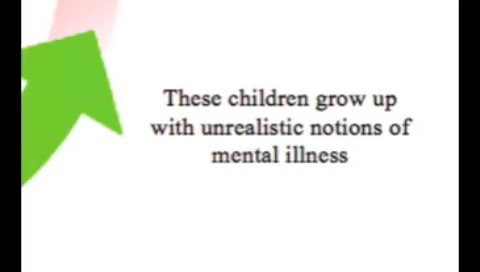 These children grow up
with unrealistic notions of
mental illness